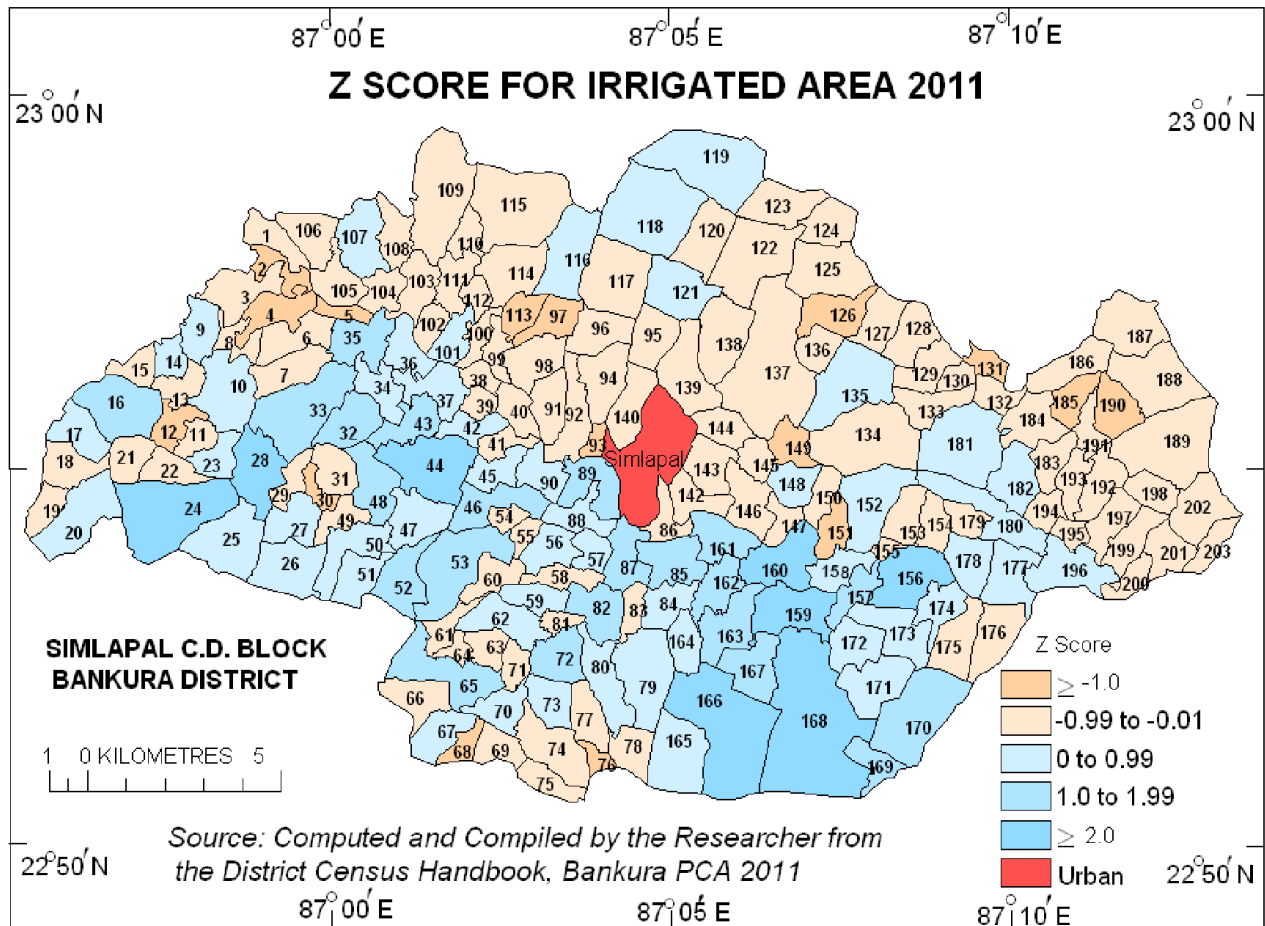 87°00′ E 87°05′ E 87°10′ E
Z SCORE FOR IRRIGATED AREA 2011
23°00′ N 23°00′ N
119
109
115
123
118
1 106 107 108 110 120 122 124
2 116
3 105 104 103 111 114 117 121 125
4 5 112 113 97 126
9 8 6 35 102 100 96 95 138 136 127 128
14 36 101 99 98 187
15 10 7 34 38 94 139 137 129 130 131 186 188
16 13 33 37 39 40 91 92 140 135 133 132 184 185 190
17 12 11 32 43 42 41 93 144 134 181 189
18 21 22 23 28 31 44 Simlapal 149 191
29 30 45 90 89 143 145 148 183 193 192 198
19 24 48 46 142 150 152 182 202
20 25 27 49 47 54 88 86 146 147 151 153 154 179 180 194 197
26 50 55 56 161 155 195 199 201 203
51 53 57 87 85 160 158 156 178 177 196 200
52 60 58 162 157
59 82 83 84 159 174
61 62 81 164 163 172 173 175 176
SIMLAPAL C.D. BLOCK
BANKURA DISTRICT
64 63 71 72 80 167
66 65 79 166 171
67 70 73 77 165 168 170
68 69 74 76 78 169
75
Z Score
≥ -1.0
-0.99 to -0.01
0 to 0.99
1.0 to 1.99
≥ 2.0
Urban
1 0 KILOMETRES 5
Source: Computed and Compiled by the Researcher from
the District Census Handbook, Bankura PCA 2011
22°50′ N 22°50′ N
87°00′ E 87°05′ E 87°10′ E